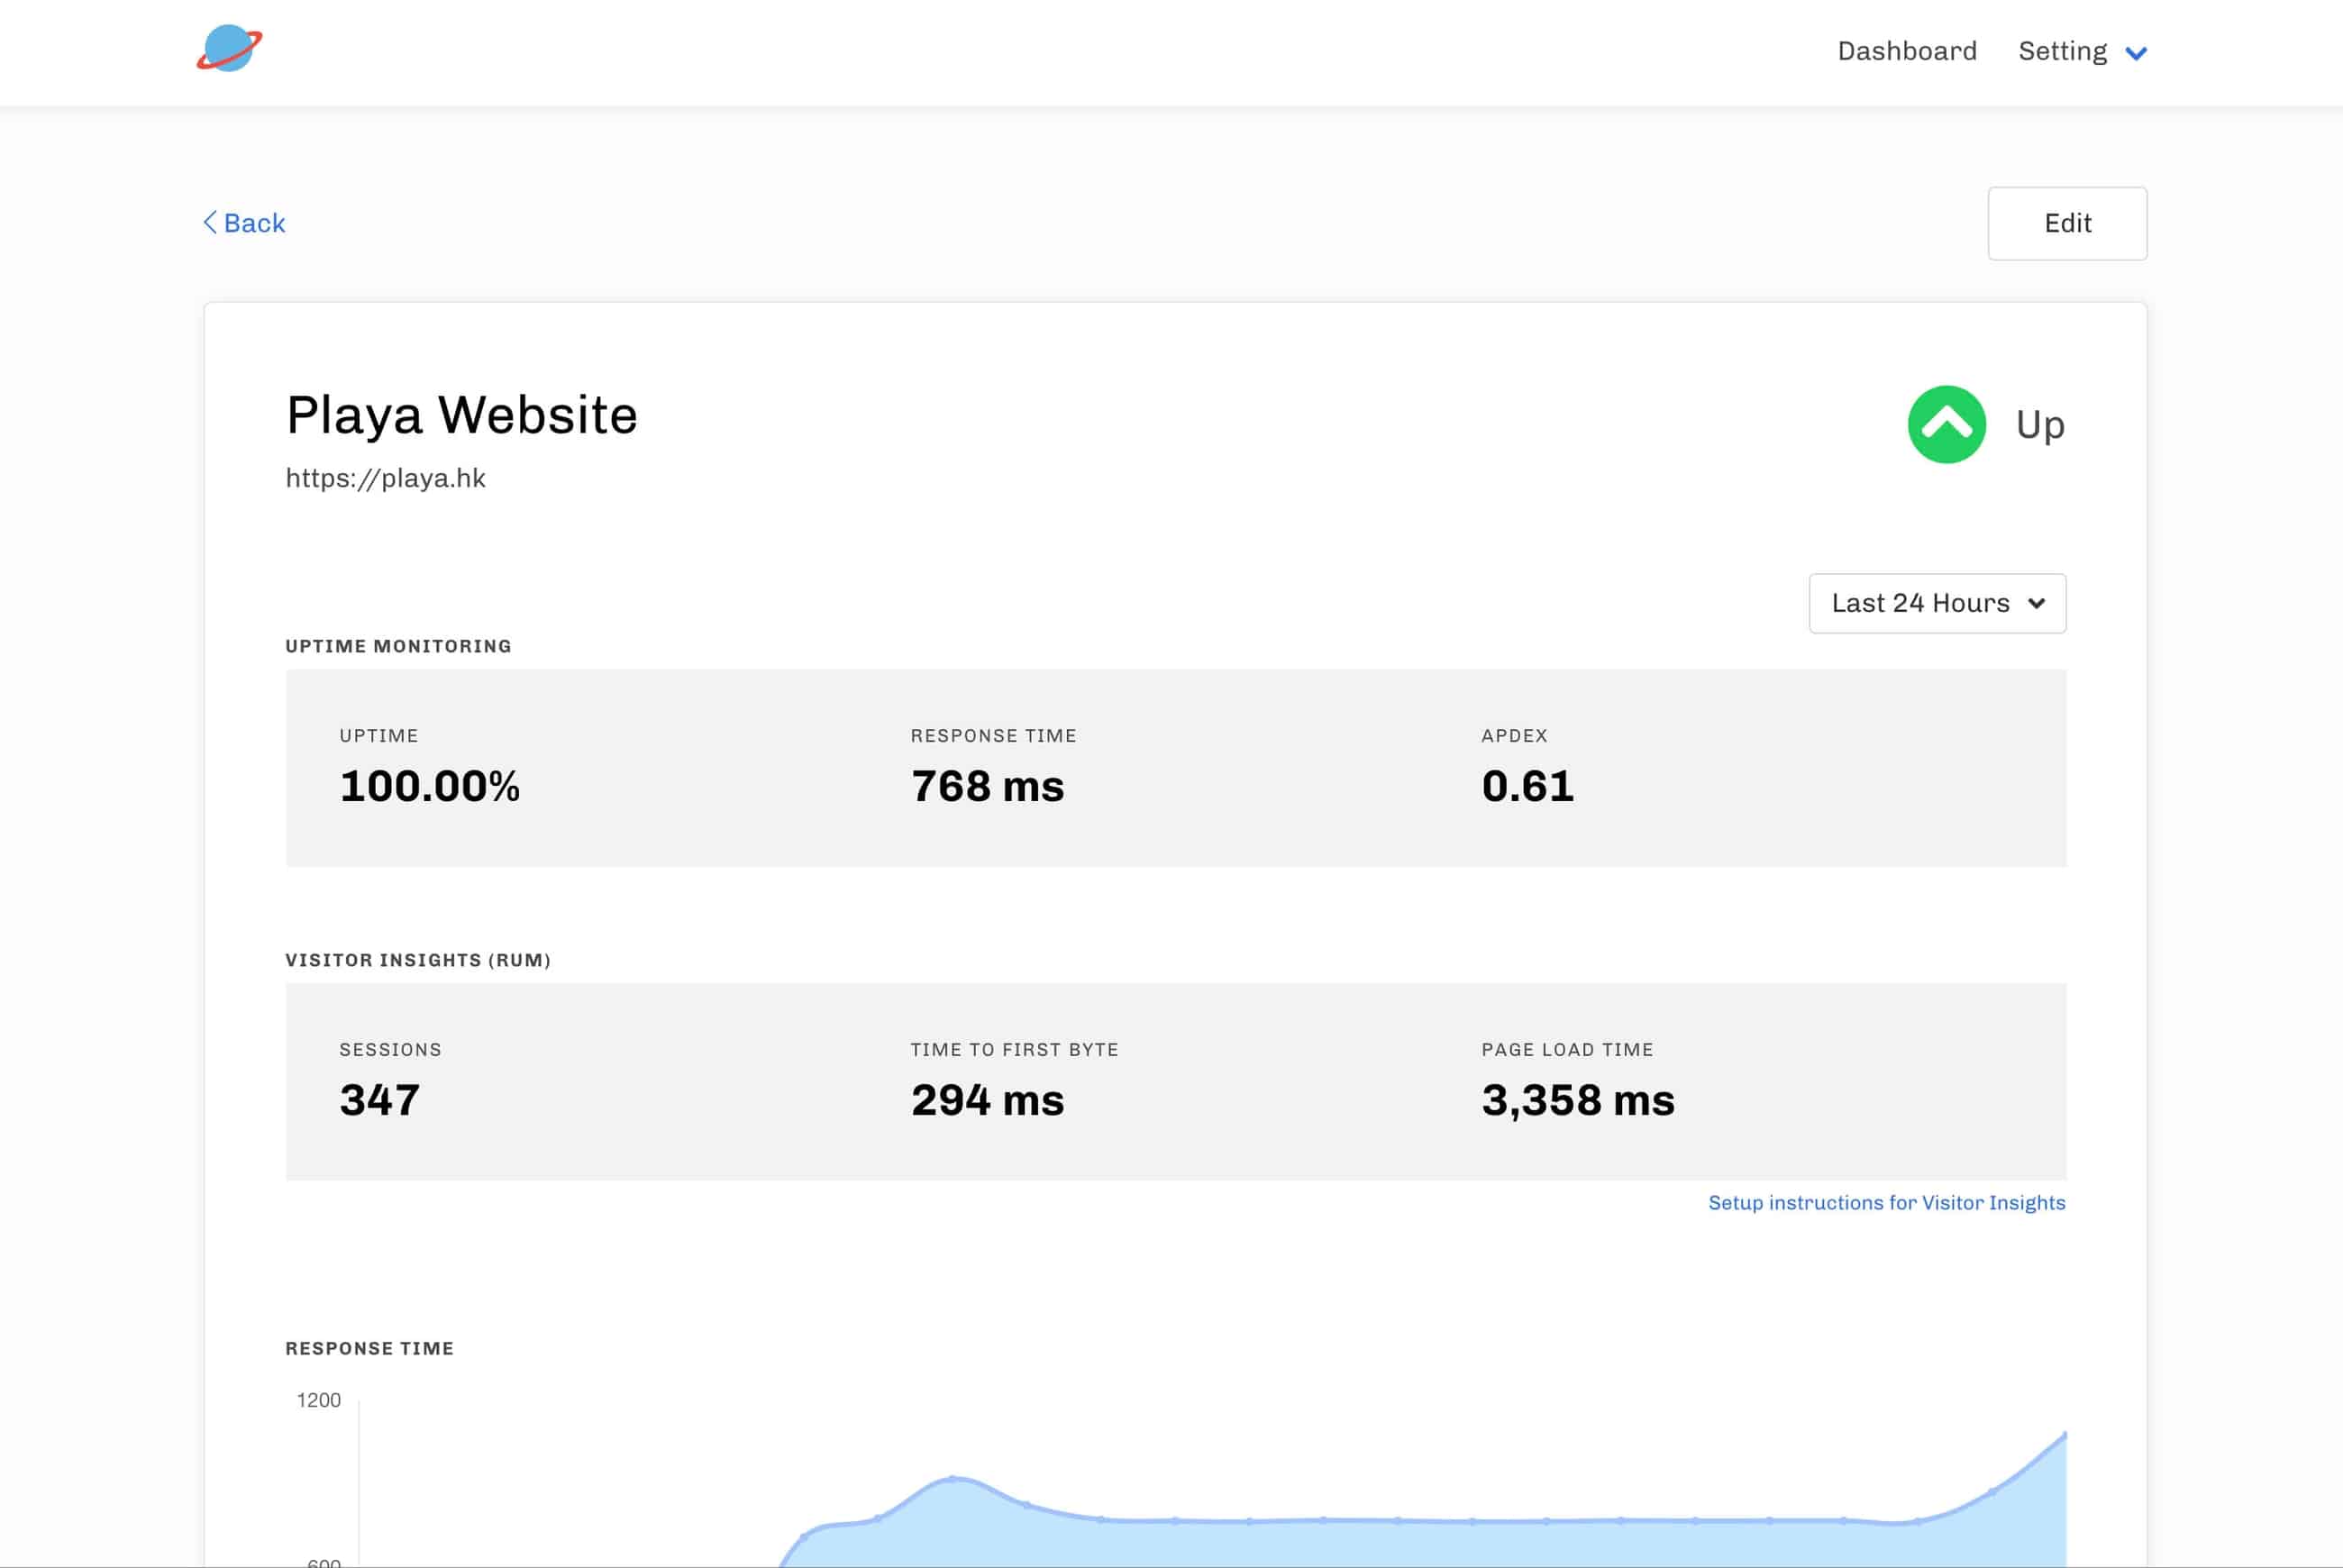 Dashboard Setting
Back
Edit
Playa Website
Up
https://playa.hk
Last 24 Hours
UPTIME MONITORING
UPTIME RESPONSE TIME APDEX
100.00% 768 ms 0.61
VISITOR INSIGHTS (RUM)
SESSIONS TIME TO FIRST BYTE PAGE LOAD TIME
347 294 ms 3,358 ms
Setup instructions for Visitor Insights
RESPONSE TIME
1200
600